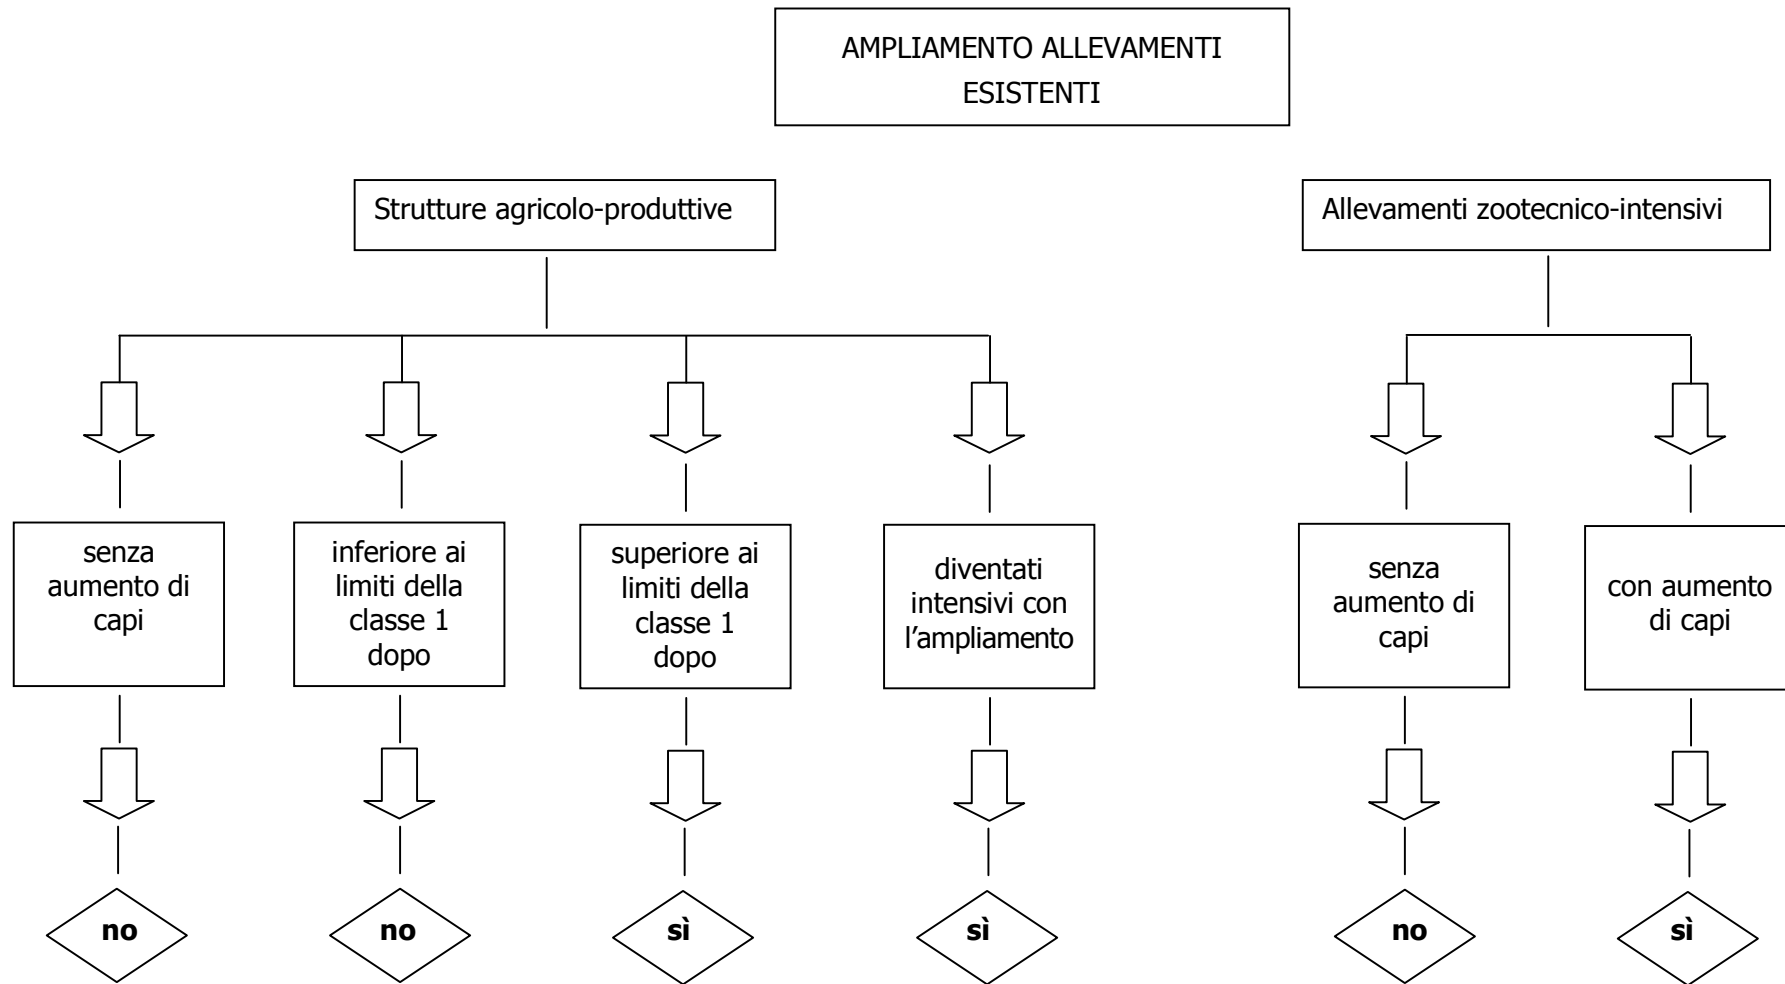 AMPLIAMENTO ALLEVAMENTI
ESISTENTI
Strutture agricolo-produttive
Allevamenti zootecnico-intensivi
senza
aumento di
capi
inferiore ai
limiti della
classe 1
dopo
superiore ai
limiti della
classe 1
dopo
diventati
intensivi con
l’ampliamento
senza
aumento di
capi
con aumento
di capi
no
no
sì
sì
no
sì